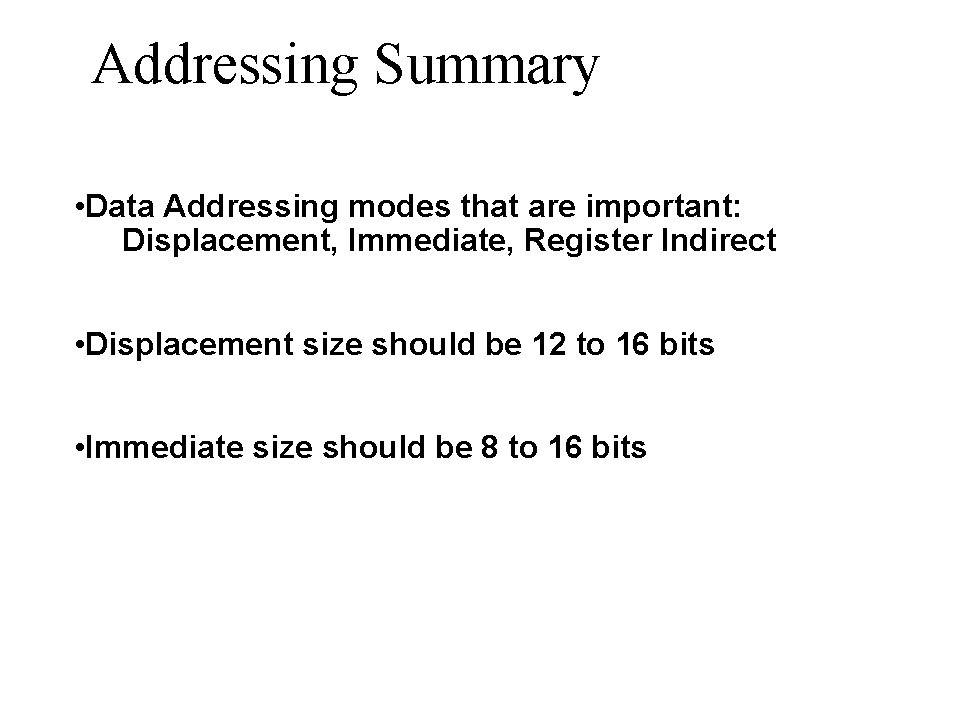 Addressing Summary
•Data Addressing modes that are important:
Displacement, Immediate, Register Indirect
•Displacement size should be 12 to 16 bits
•Immediate size should be 8 to 16 bits